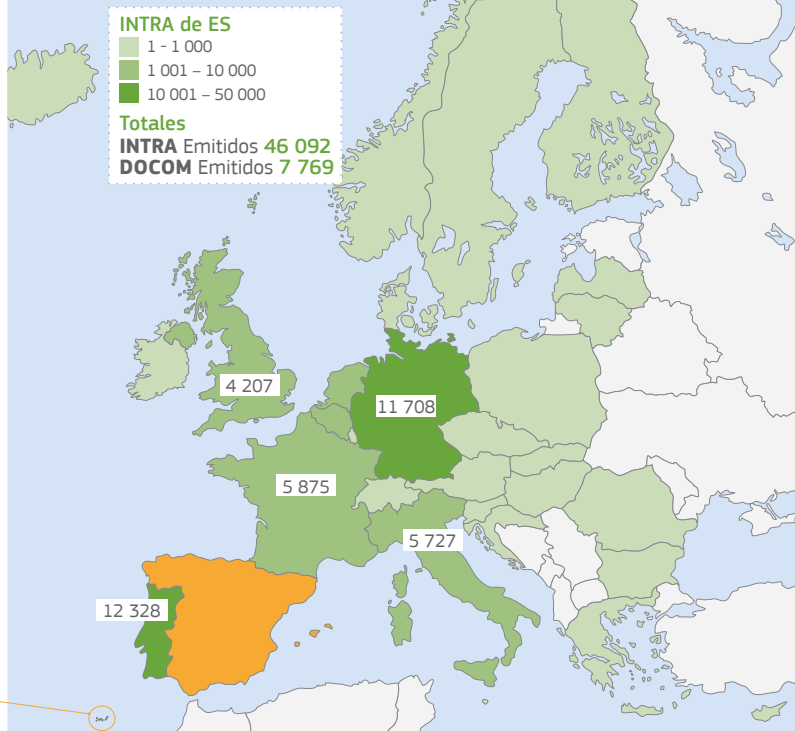 INTRA de ES
1 - 1 000
1 001 – 10 000
10 001 – 50 000
Totales
INTRA Emitidos 46 092
DOCOM Emitidos 7 769
4 207
11 708
5 875
5 727
12 328